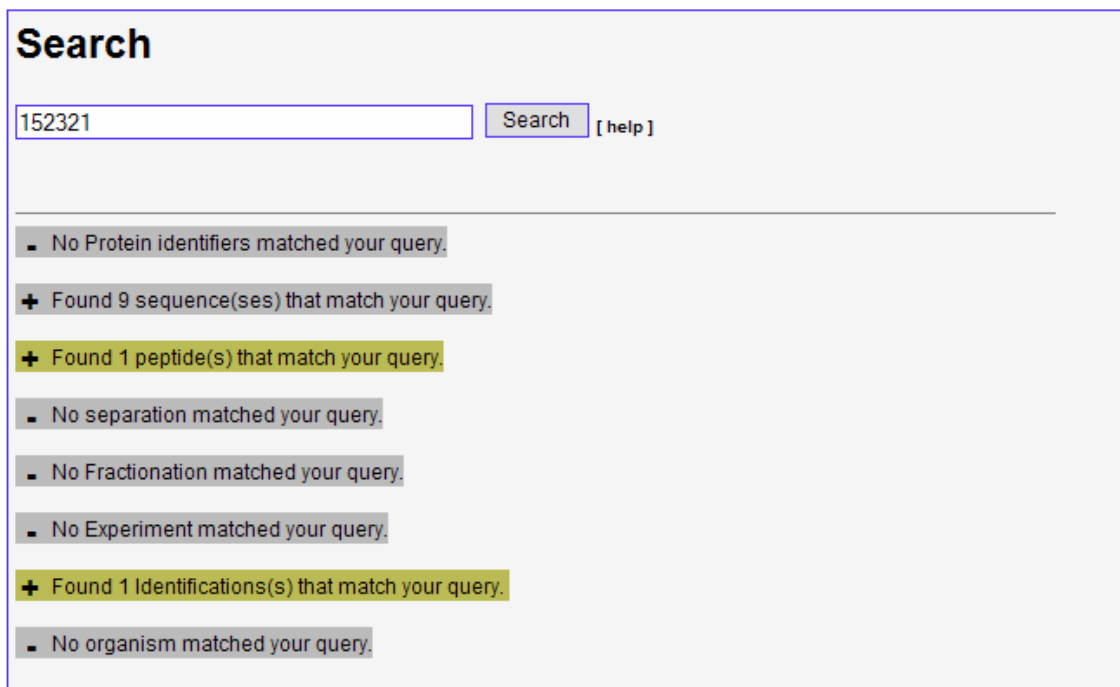 Search
152321 Search [ help ]
- No Protein identifiers matched your query.
+ Found 9 sequence(ses) that match your query.
+ Found 1 peptide(s) that match your query.
- No separation matched your query.
- No Fractionation matched your query.
- No Experiment matched your query.
+ Found 1 Identifications(s) that match your query.
- No organism matched your query.